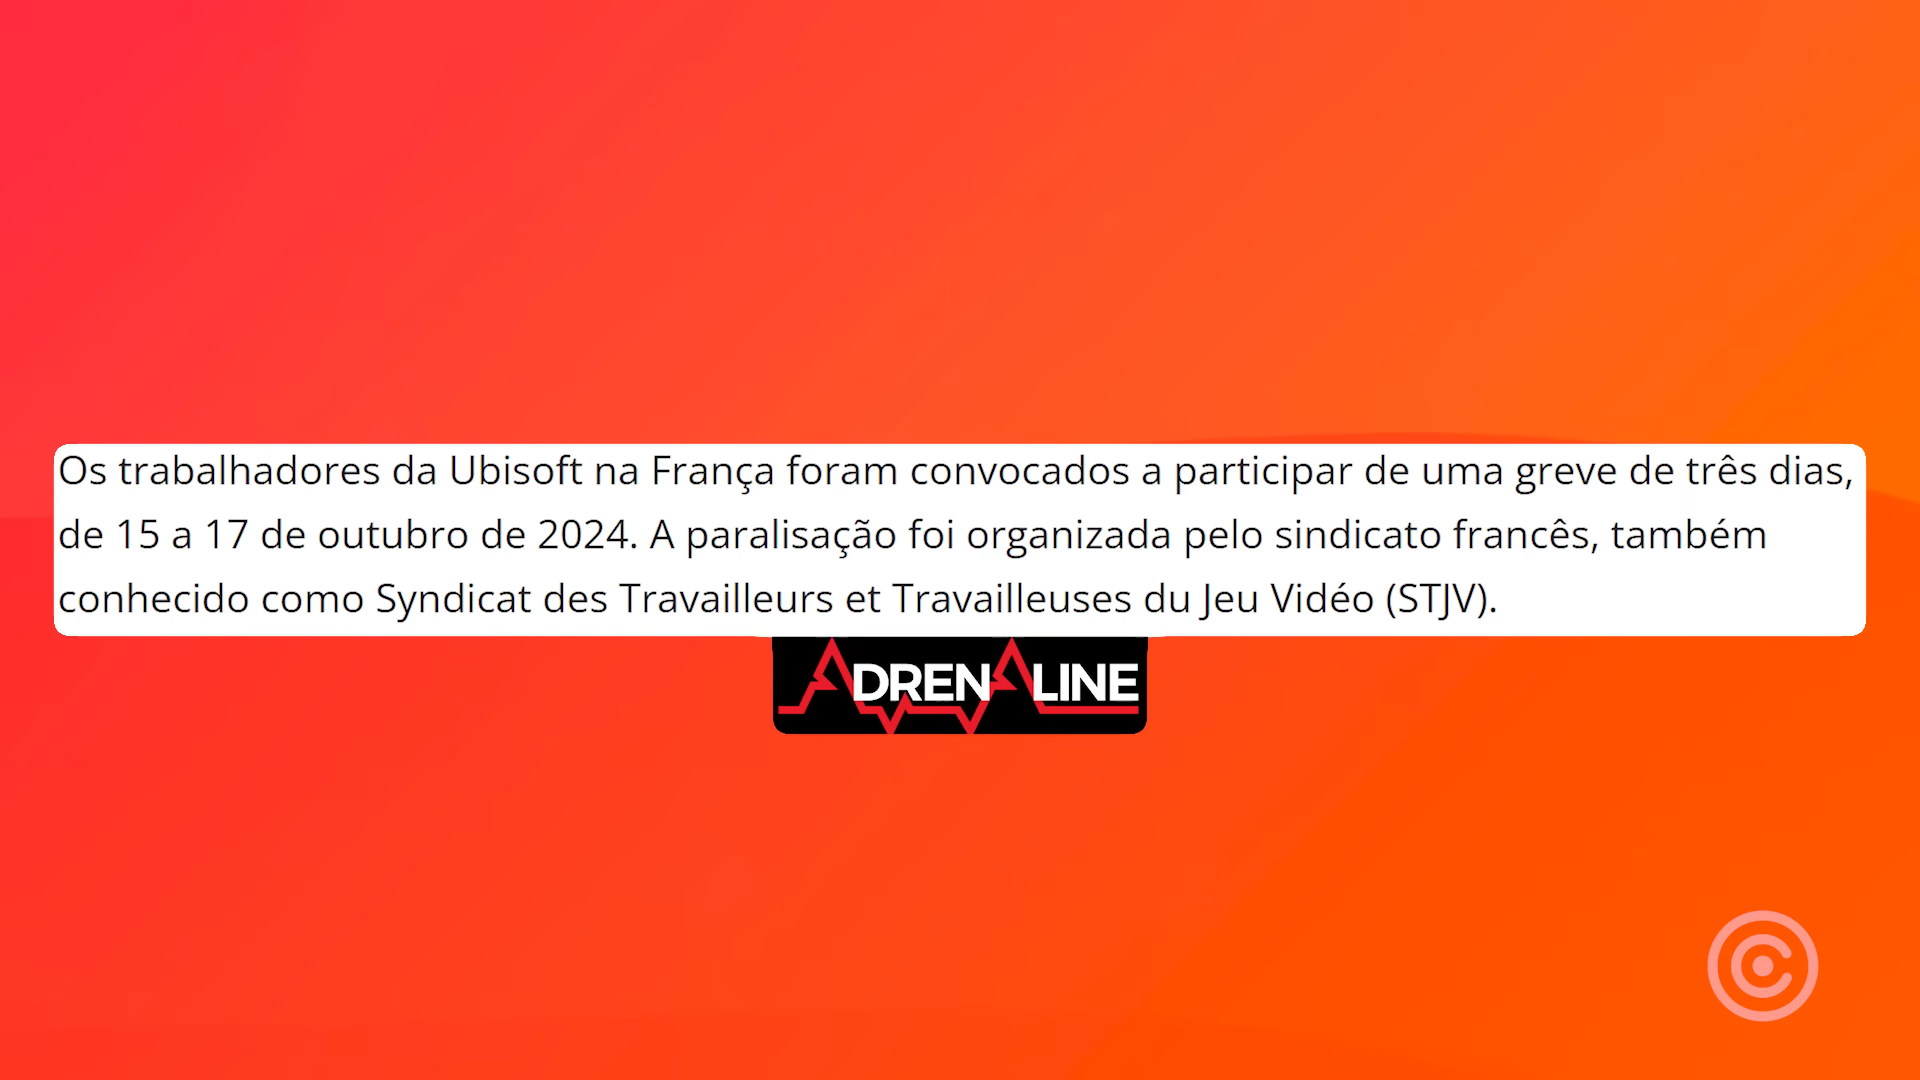 Os trabalhadores da Ubisoft na França foram convocados a participar de uma greve de três dias,
de 15 a 17 de outubro de 2024. A paralisação foi organizada pelo sindicato francês, também
conhecido como Syndicat des Travailleurs et Travailleuses du Jeu Vidéo (STJV).
ADRENALINE